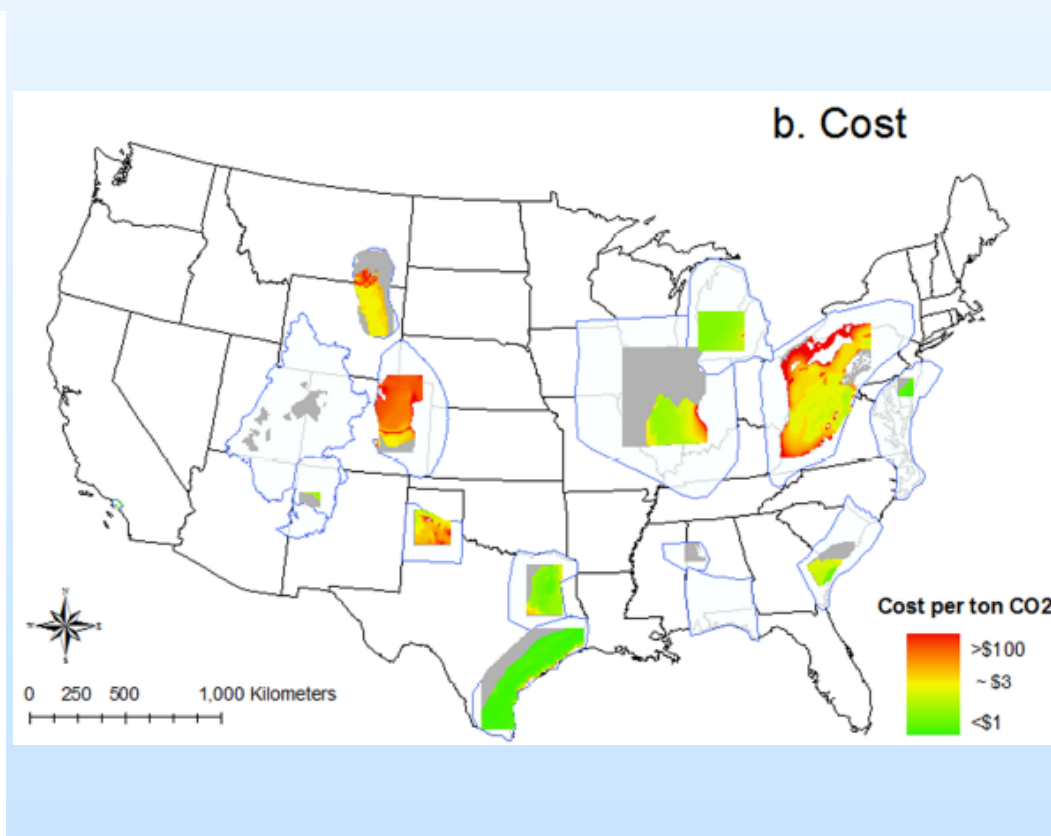 b. Cost
N
S
0 250 500 1,000 Kilometers
Cost per ton CO2
>$100
~ $3
<$1